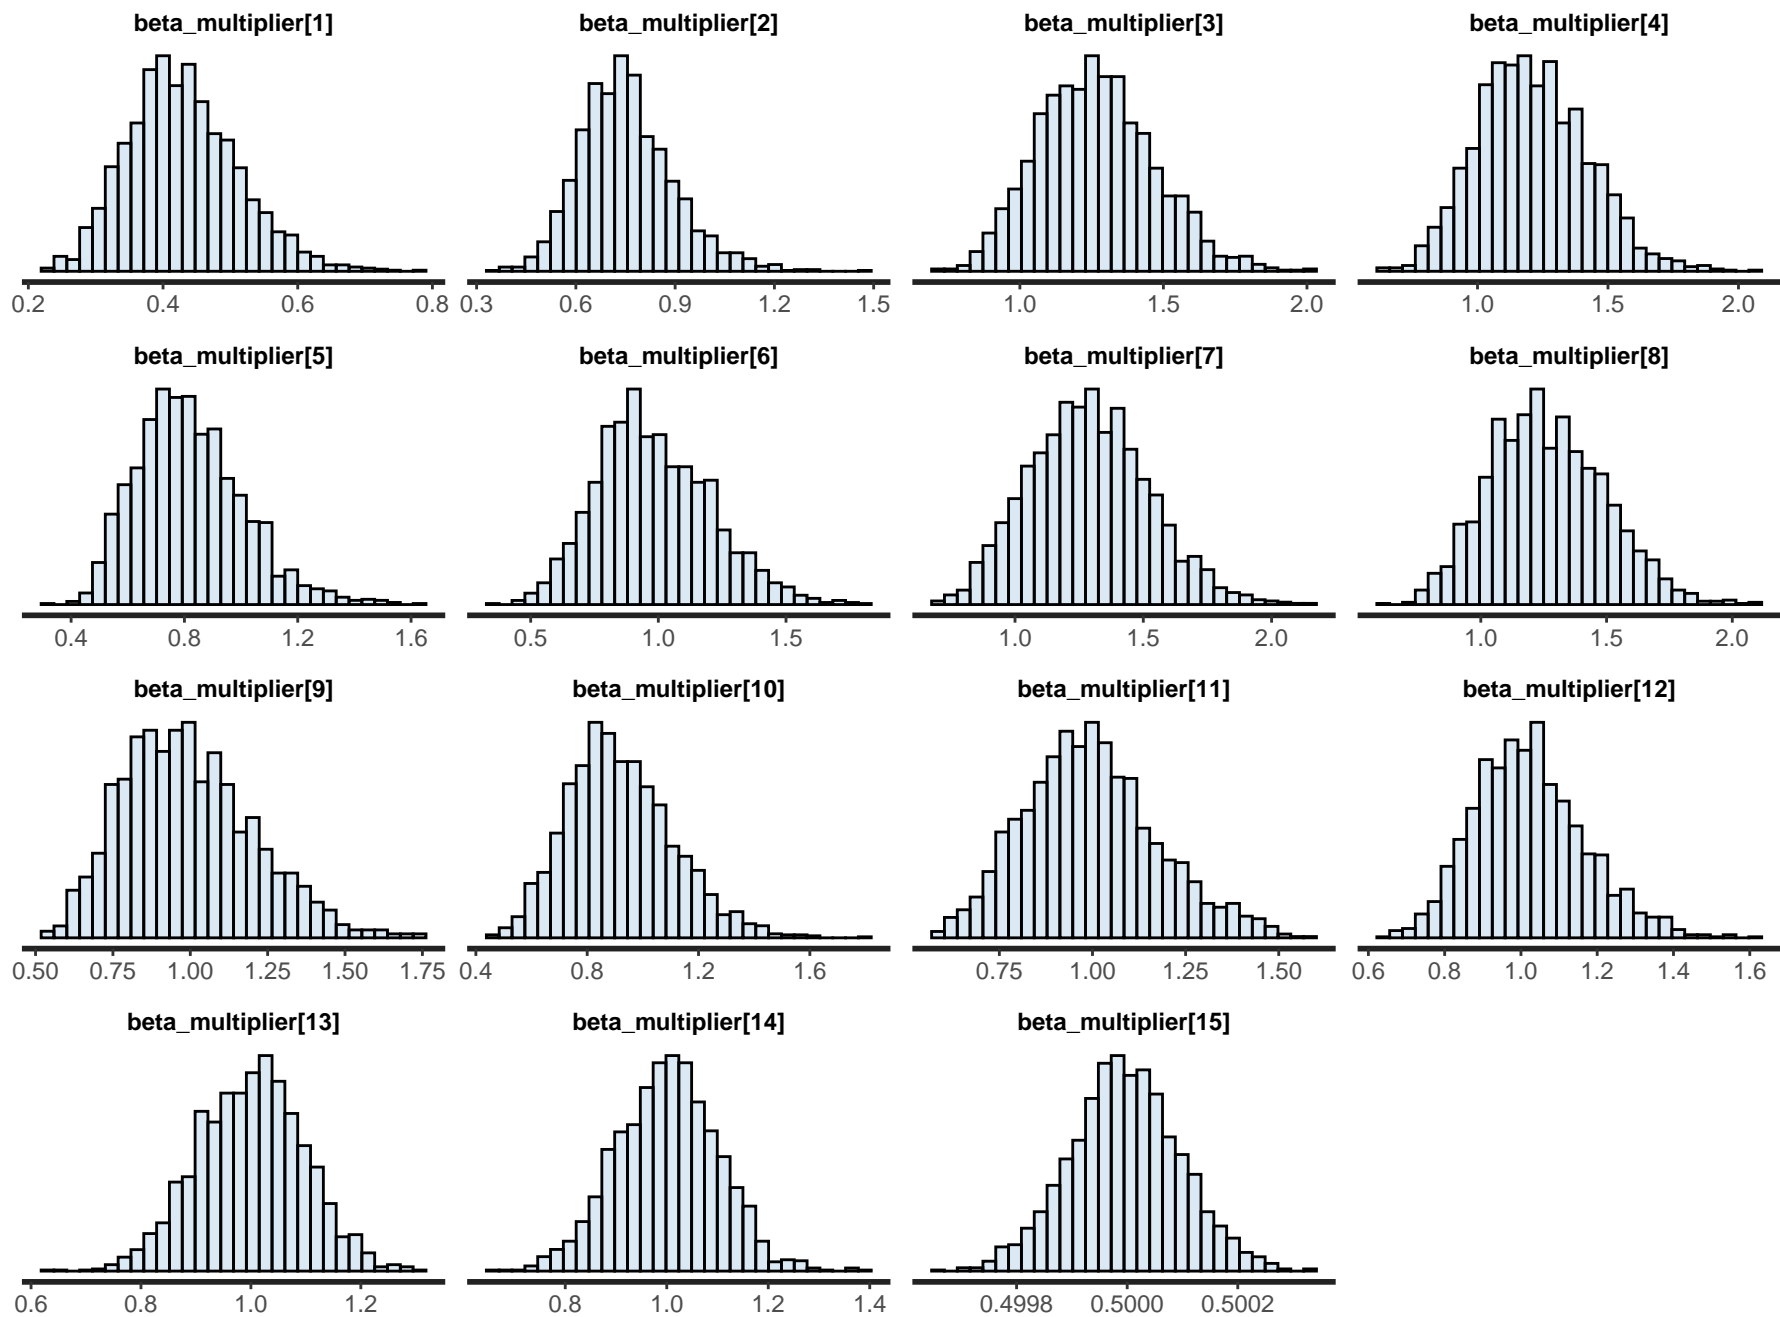 beta_multiplier[1] beta_multiplier[2] beta_multiplier[3] beta_multiplier[4]
0.2 0.4 0.6 0.8 0.3 0.6 0.9 1.2 1.5 1.0 1.5 2.0 1.0 1.5 2.0
beta_multiplier[5] beta_multiplier[6] beta_multiplier[7] beta_multiplier[8]
0.4 0.8 1.2 1.6 0.5 1.0 1.5 1.0 1.5 2.0 1.0 1.5 2.0
beta_multiplier[9] beta_multiplier[10] beta_multiplier[11] beta_multiplier[12]
0.50 0.75 1.00 1.25 1.50 1.75 0.4 0.8 1.2 1.6 0.75 1.00 1.25 1.50 0.6 0.8 1.0 1.2 1.4 1.6
beta_multiplier[13] beta_multiplier[14] beta_multiplier[15]
0.6 0.8 1.0 1.2 0.8 1.0 1.2 1.4 0.4998 0.5000 0.5002